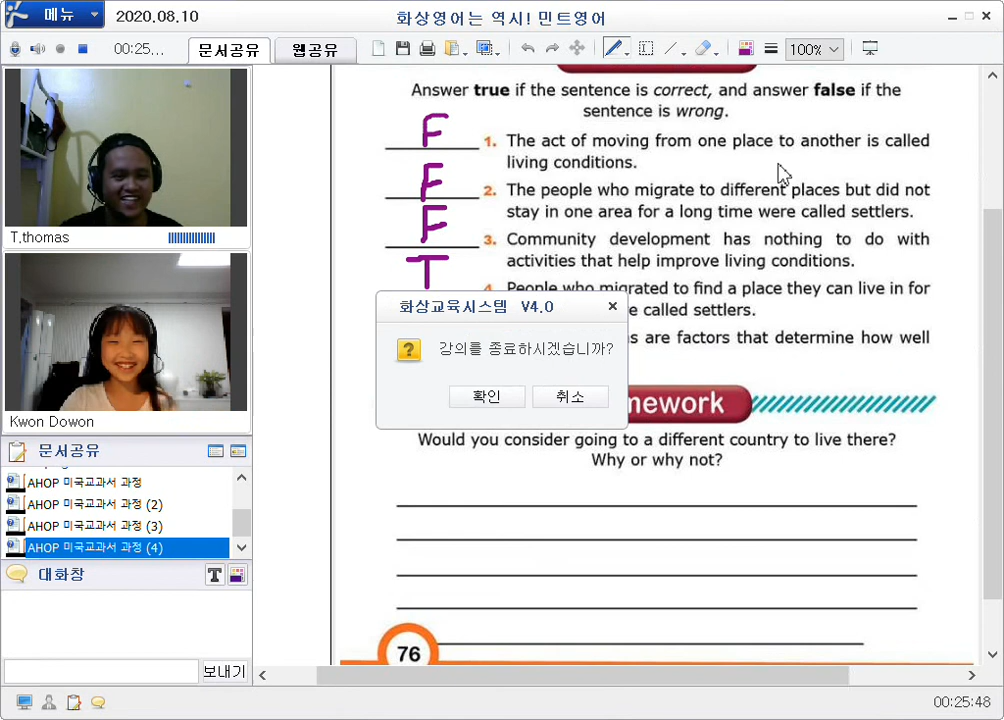 메뉴
2020.08.10
화상영어는 역시! 민트영어
00:25...
문서공유
웹공유
100%
T.thomas
Kwon Dowon
문서공유
AHOP 미국교과서 과정
AHOP 미국교과서 과정 (2)
AHOP 미국교과서 과정 (3)
AHOP 미국교과서 과정 (4)
대화창
T
보내기
Answer true if the sentence is correct, and answer false if the
sentence is wrong.
F 1. The act of moving from one place to another is called
living conditions.
F 2. The people who migrate to different places but did not
stay in one area for a long time were called settlers.
F 3. Community development has nothing to do with
activities that help improve living conditions.
T 4. People who migrated to find a place they can live in for
e called settlers.
s are factors that determine how well
화상교육시스템 V4.0
강의를 종료하시겠습니까?
확인
취소
mework
Would you consider going to a different country to live there?
Why or why not?
76
00:25:48